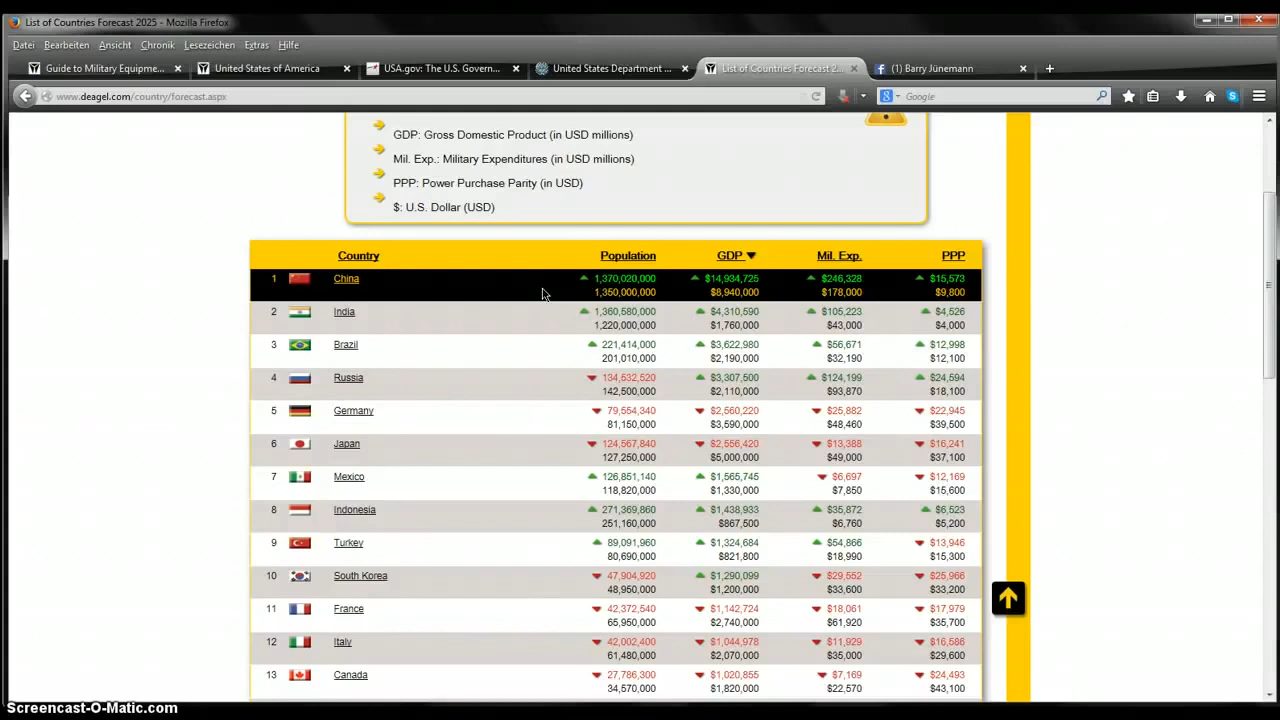 List of Countries Forecast 2025 - Mozilla Firefox
Datei Bearbeiten Ansicht Chronik Lesezeichen Extras Hilfe
Guide to Military Equipme... × United States of America × USA.gov: The U.S. Govern... × United States Department ... × List of Countries Forecast 2... × (1) Barry Jünemann × +
www.deagel.com/country/forecast.aspx Google
GDP: Gross Domestic Product (in USD millions)
Mil. Exp.: Military Expenditures (in USD millions)
PPP: Power Purchase Parity (in USD)
$: U.S. Dollar (USD)
Country Population GDP Mil. Exp. PPP
1 China 1,370,020,000 $14,934,725 $246,328 $15,573
1,350,000,000 $8,940,000 $178,000 $9,800
2 India 1,360,580,000 $4,310,590 $105,223 $4,526
1,220,000,000 $1,760,000 $43,000 $4,000
3 Brazil 221,414,000 $3,622,980 $56,671 $12,998
201,010,000 $2,190,000 $32,190 $12,100
4 Russia 134,532,520 $3,307,500 $124,199 $24,594
142,500,000 $2,110,000 $93,870 $18,100
5 Germany 79,554,340 $2,560,220 $25,882 $22,945
81,150,000 $3,590,000 $48,460 $39,500
6 Japan 124,567,840 $2,556,420 $13,388 $16,241
127,250,000 $5,000,000 $49,000 $37,100
7 Mexico 126,851,140 $1,565,745 $6,697 $12,169
118,820,000 $1,330,000 $7,850 $15,600
8 Indonesia 271,369,860 $1,438,933 $35,872 $6,523
251,160,000 $867,500 $6,760 $5,200
9 Turkey 89,091,960 $1,324,684 $54,866 $13,946
80,690,000 $821,800 $18,990 $15,300
10 South Korea 47,904,920 $1,290,099 $29,552 $25,966
48,950,000 $1,200,000 $33,600 $33,200
11 France 42,372,540 $1,142,724 $18,061 $17,979
65,950,000 $2,740,000 $61,920 $35,700
12 Italy 42,002,400 $1,044,978 $11,929 $16,586
61,480,000 $2,070,000 $35,000 $29,600
13 Canada 27,786,300 $1,020,855 $7,169 $24,493
34,570,000 $1,820,000 $22,570 $43,100
Screencast-O-Matic.com